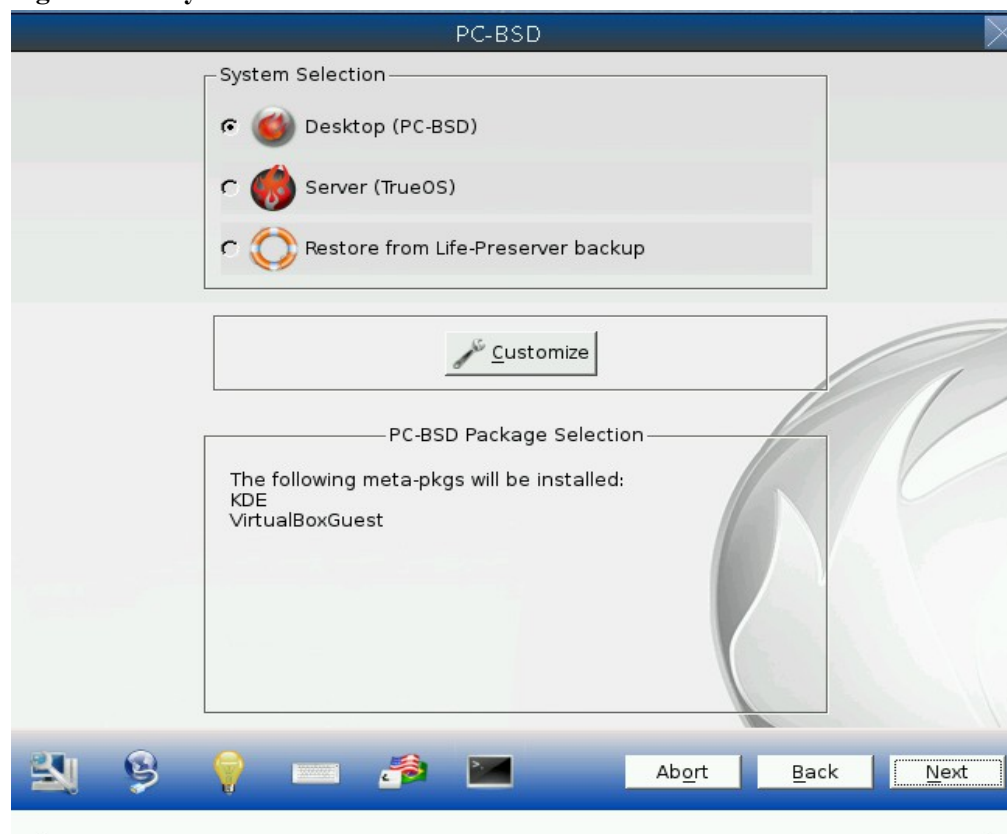 PC-BSD
System Selection
Desktop (PC-BSD)
Server (TrueOS)
Restore from Life-Preserver backup
Customize
PC-BSD Package Selection
The following meta-pkgs will be installed:
KDE
VirtualBoxGuest
Abort
Back
Next